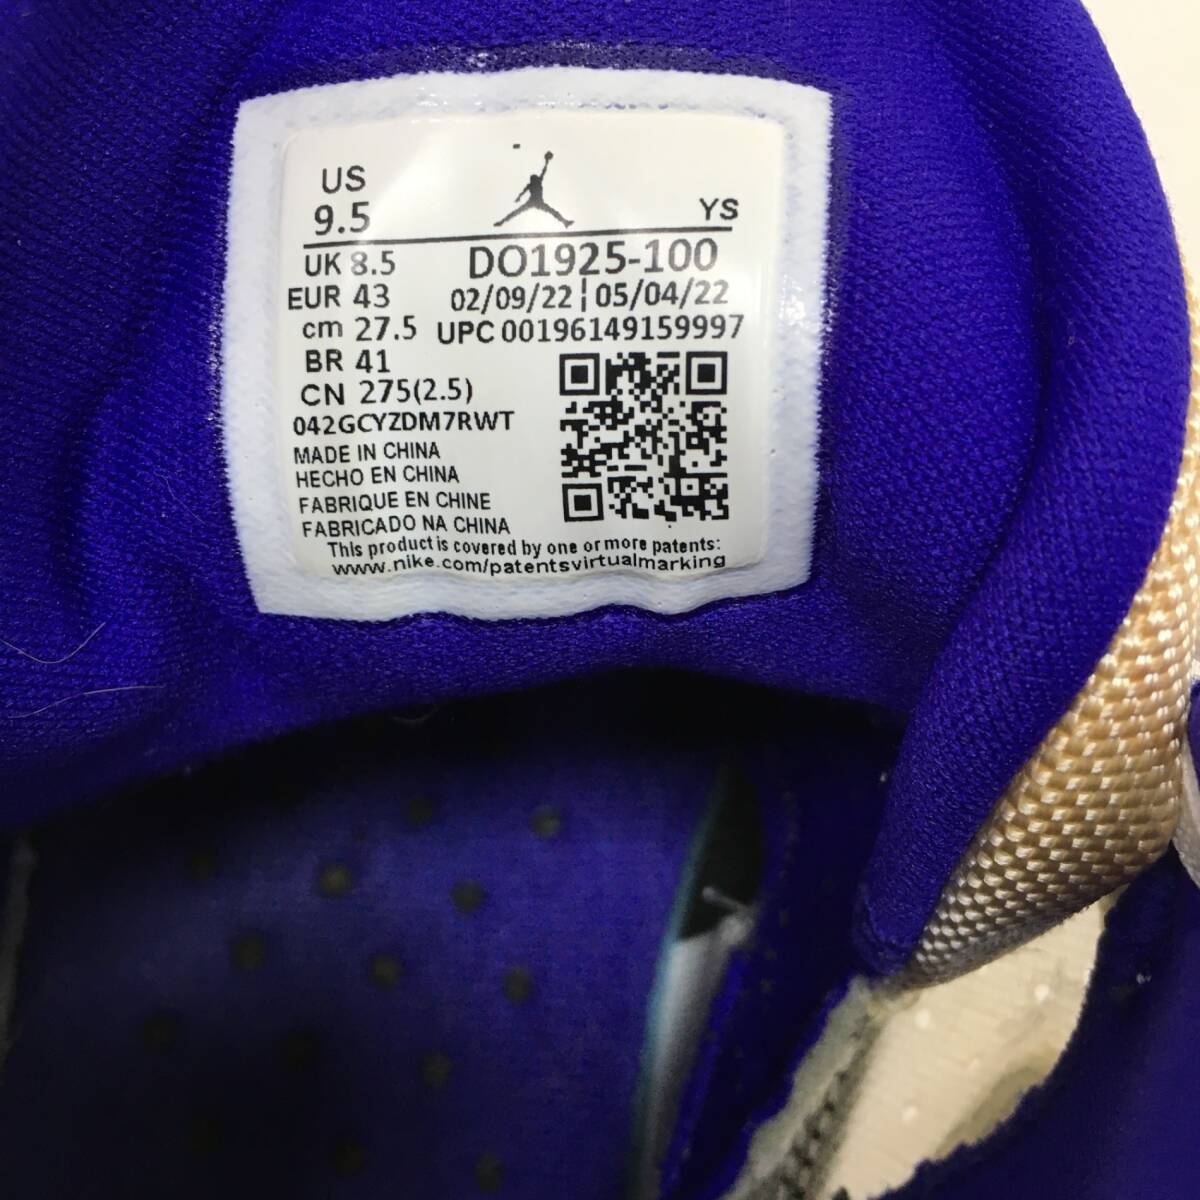 US
9.5
YS
UK 8.5
DO1925-100
EUR 43
02/09/22 ¦ 05/04/22
cm 27.5
UPC 00196149159997
BR 41
CN 275(2.5)
042GCYZDM7RWT
MADE IN CHINA
HECHO EN CHINA
FABRIQUE EN CHINE
FABRICADO NA CHINA
This product is covered by one or more patents:
www.nike.com/patentsvirtualmarking